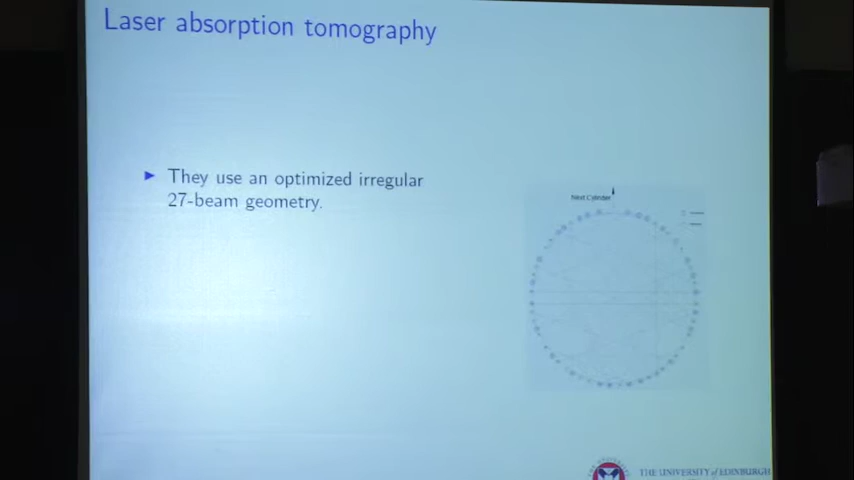 Laser absorption tomography
They use an optimized irregular
27-beam geometry.
Next Cylinder
THE UNIVERSITY of EDINBURGH